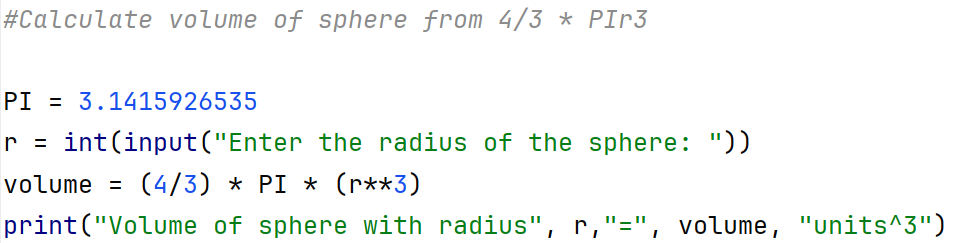 #Calculate volume of sphere from 4/3 * PIr3
PI = 3.1415926535
r = int(input("Enter the radius of the sphere: "))
volume = (4/3) * PI * (r**3)
print("Volume of sphere with radius", r,"=", volume, "units^3")